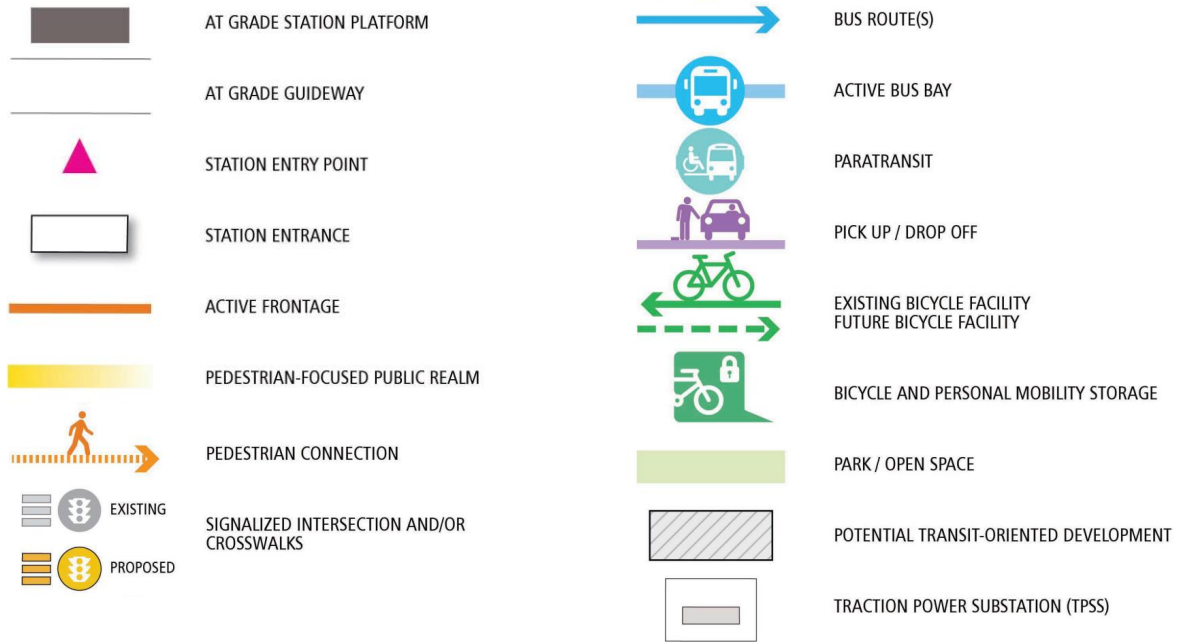 AT GRADE STATION PLATFORM
AT GRADE GUIDEWAY
STATION ENTRY POINT
STATION ENTRANCE
ACTIVE FRONTAGE
PEDESTRIAN-FOCUSED PUBLIC REALM
PEDESTRIAN CONNECTION
EXISTING
PROPOSED
SIGNALIZED INTERSECTION AND/OR
CROSSWALKS
BUS ROUTE(S)
ACTIVE BUS BAY
PARATRANSIT
PICK UP / DROP OFF
EXISTING BICYCLE FACILITY
FUTURE BICYCLE FACILITY
BICYCLE AND PERSONAL MOBILITY STORAGE
PARK / OPEN SPACE
POTENTIAL TRANSIT-ORIENTED DEVELOPMENT
TRACTION POWER SUBSTATION (TPSS)